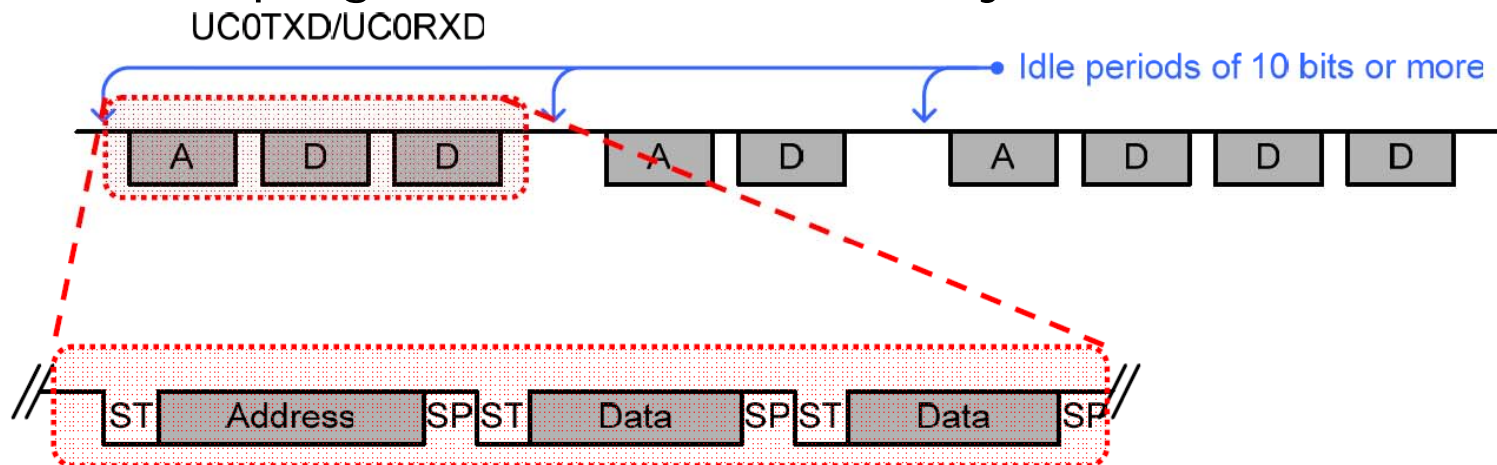 UC0TXD/UC0RXD
Idle periods of 10 bits or more
A D D A D A D D D
ST Address SP ST Data SP ST Data SP